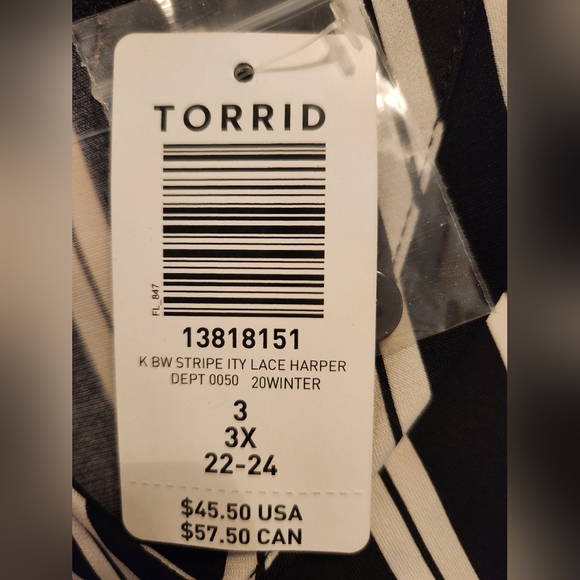 TORRID
FL_847
13818151
K BW STRIPE ITY LACE HARPER
DEPT 0050 20WINTER
3
3X
22-24
$45.50 USA
$57.50 CAN